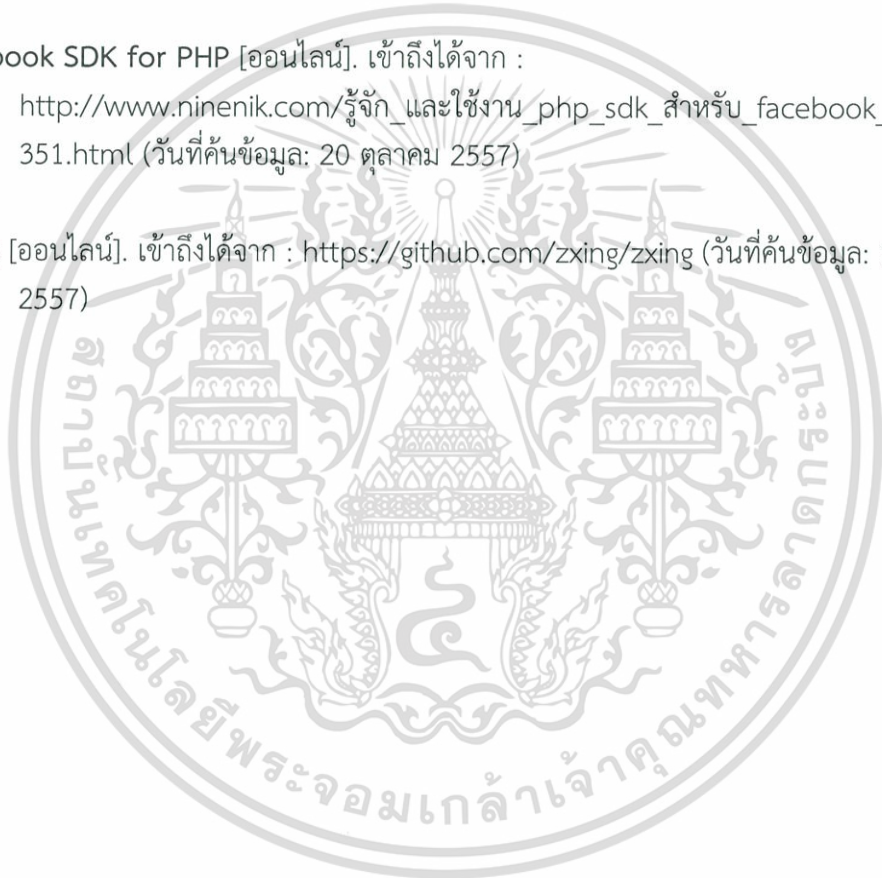 book SDK for PHP [ออนไลน์]. เข้าถึงได้จาก :
http://www.ninenik.com/รู้จัก_และใช้งาน_php_sdk_สำหรับ_facebook_
351.html (วันที่ค้นข้อมูล: 20 ตุลาคม 2557)
[ออนไลน์]. เข้าถึงได้จาก : https://github.com/zxing/zxing (วันที่ค้นข้อมูล:
2557)
สถาบันเทคโนโลยีพระจอมเกล้าเจ้าคุณทหารลาดกระบัง